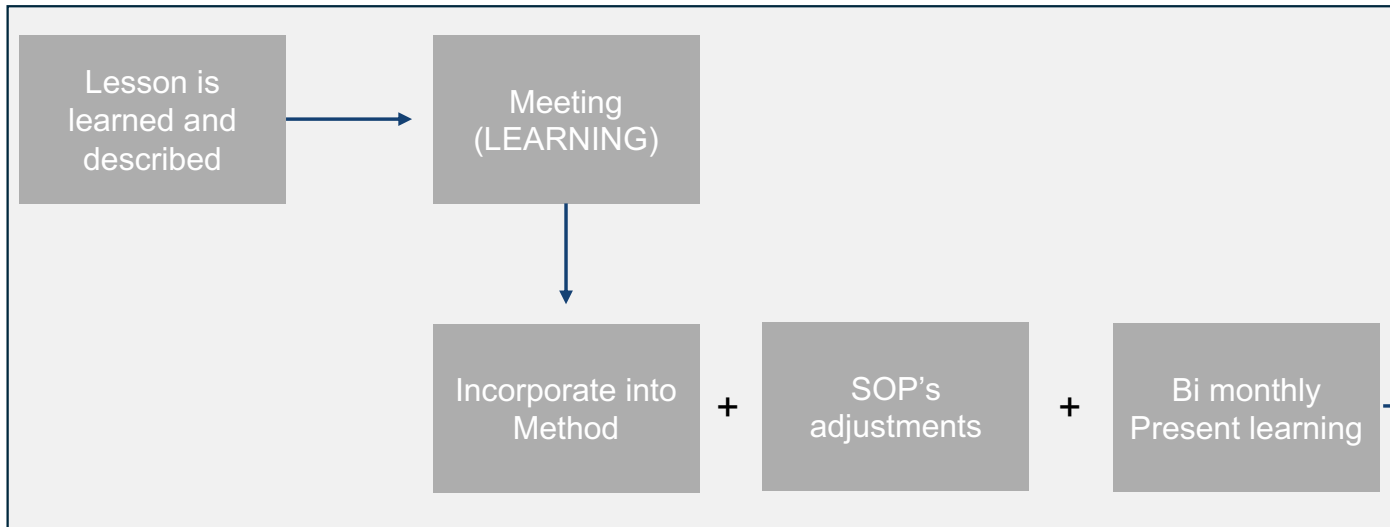 Lesson is
learned and
described
Meeting
(LEARNING)
Incorporate into
Method
+
SOP’s
adjustments
+
Bi monthly
Present learning